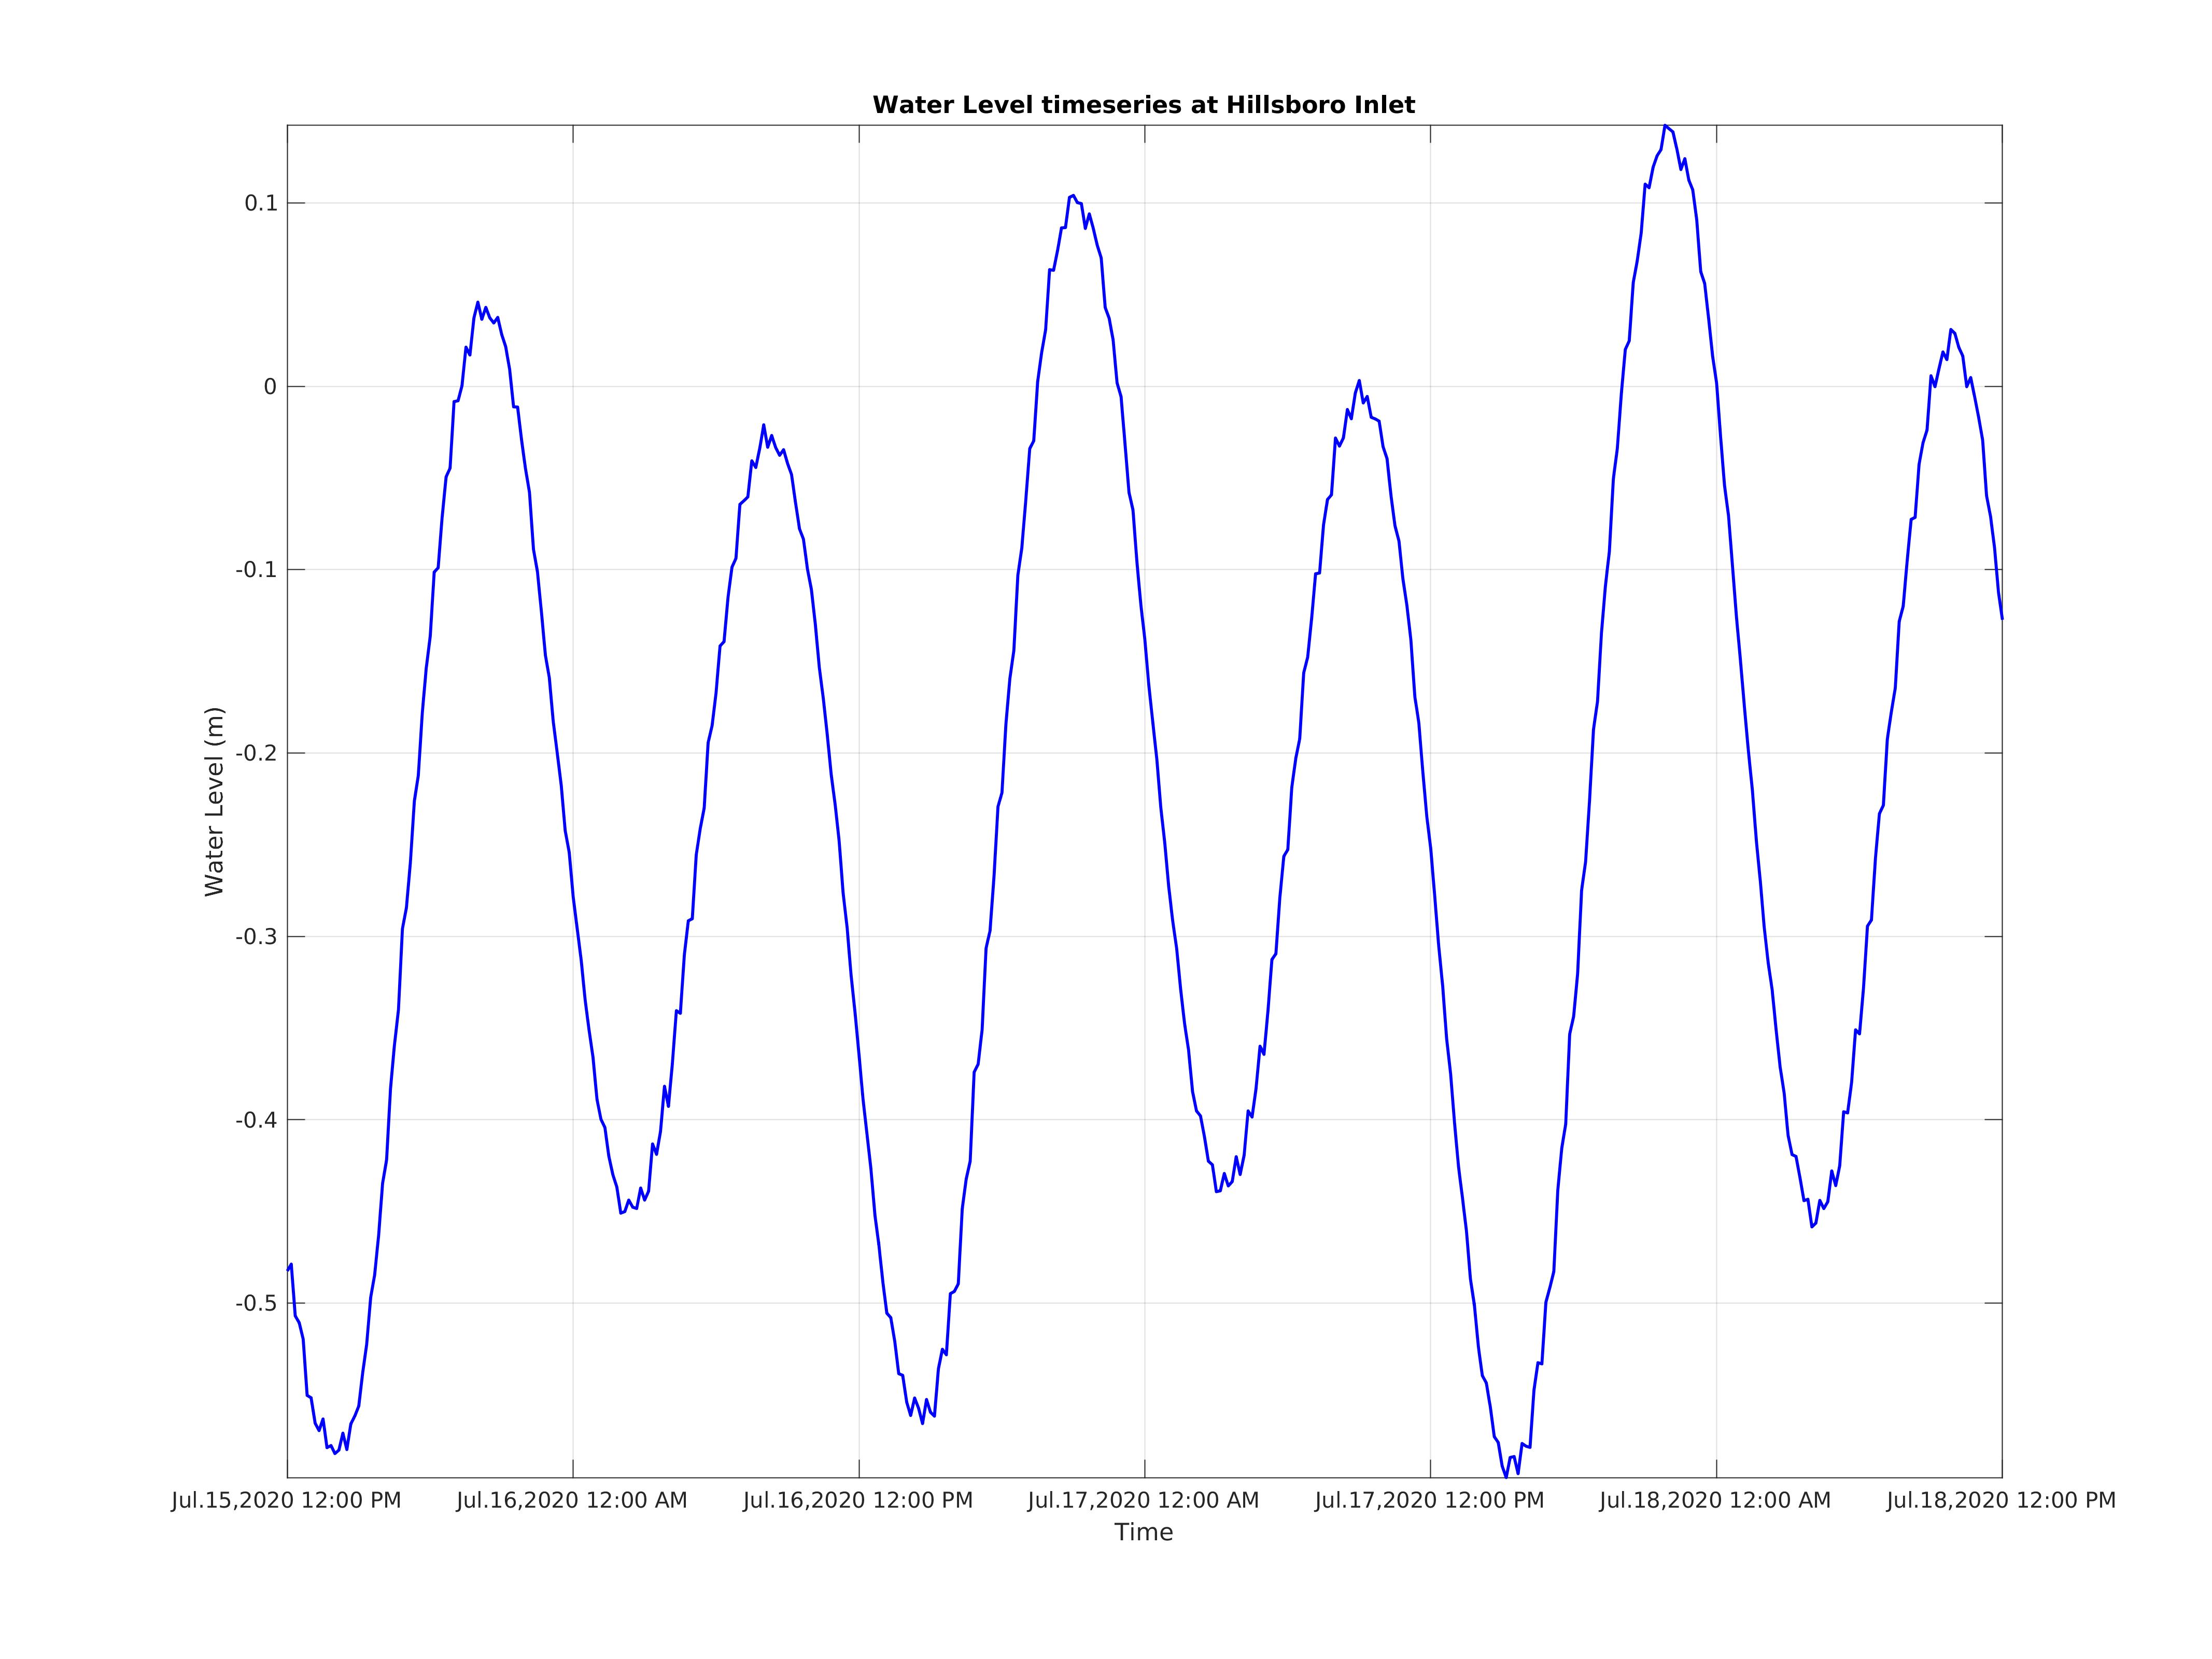 Water Level timeseries at Hillsboro Inlet
0.1
0
-0.1
-0.2
-0.3
-0.4
-0.5
Water Level (m)
Jul.15,2020 12:00 PM
Jul.16,2020 12:00 AM
Jul.16,2020 12:00 PM
Jul.17,2020 12:00 AM
Jul.17,2020 12:00 PM
Jul.18,2020 12:00 AM
Jul.18,2020 12:00 PM
Time